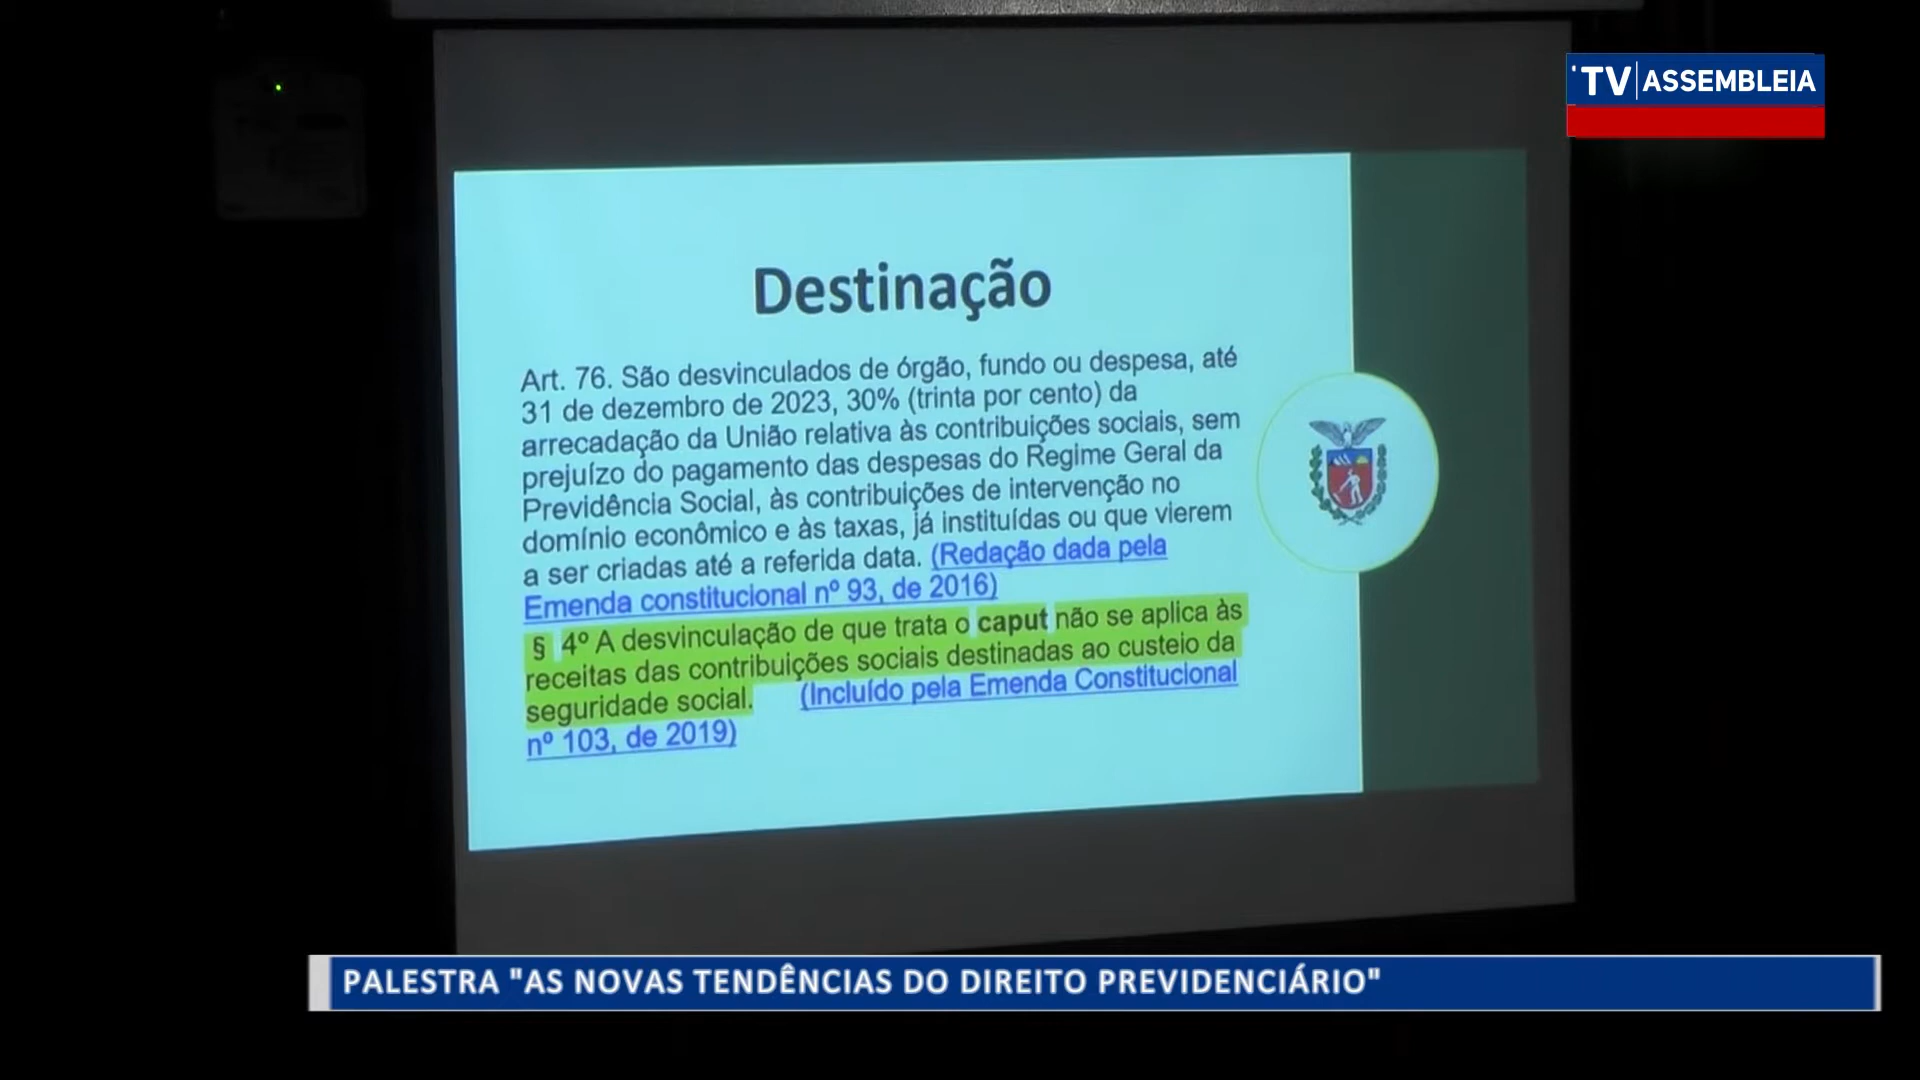 TV ASSEMBLEIA
Destinação
Art. 76. São desvinculados de órgão, fundo ou despesa, até
31 de dezembro de 2023, 30% (trinta por cento) da
arrecadação da União relativa às contribuições sociais, sem
prejuízo do pagamento das despesas do Regime Geral da
Previdência Social, às contribuições de intervenção no
domínio econômico e às taxas, já instituídas ou que vierem
a ser criadas até a referida data. (Redação dada pela
Emenda constitucional nº 93, de 2016)
§ 4º A desvinculação de que trata o caput não se aplica às
receitas das contribuições sociais destinadas ao custeio da
seguridade social. (Incluído pela Emenda Constitucional
nº 103, de 2019)
PALESTRA "AS NOVAS TENDÊNCIAS DO DIREITO PREVIDENCIÁRIO"